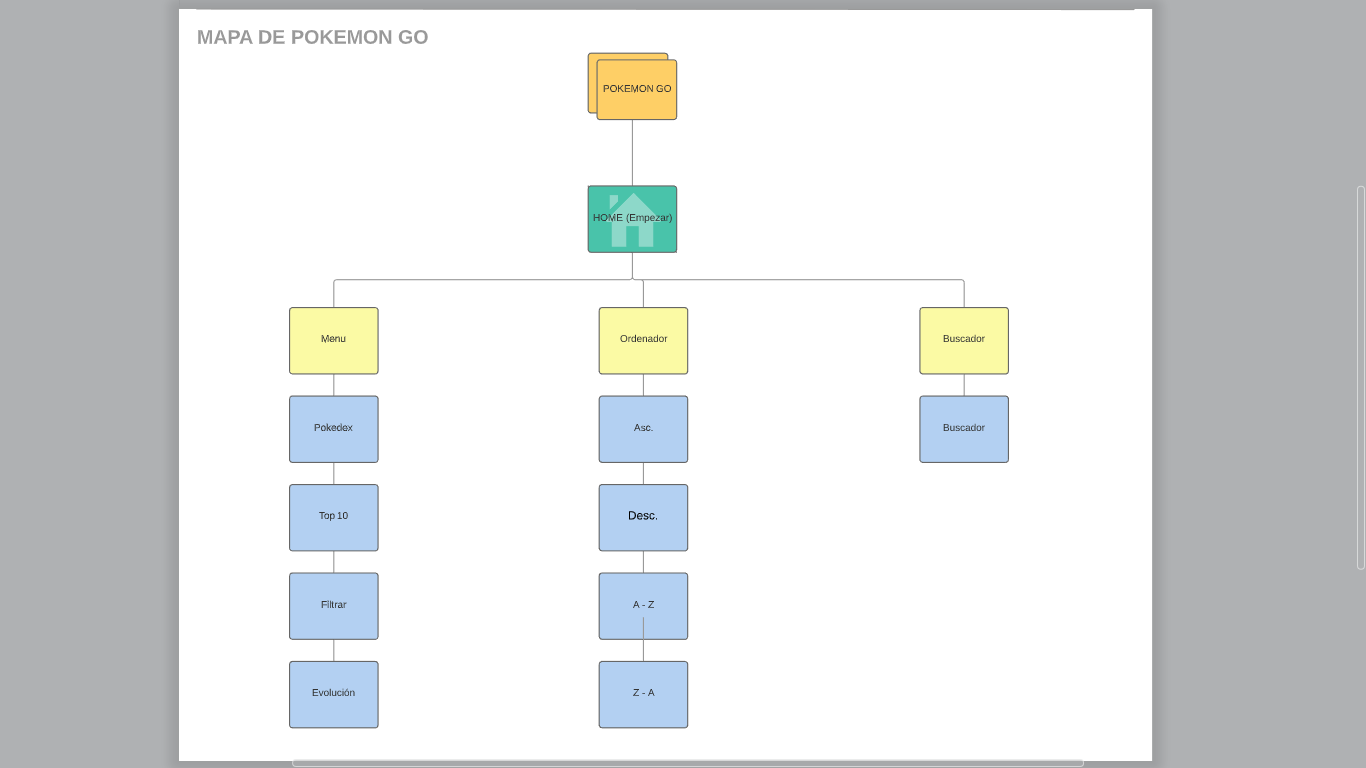 MAPA DE POKEMON GO
POKEMON GO
HOME (Empezar)
Menu
Ordenador
Buscador
Pokedex
Asc.
Buscador
Top 10
Desc.
Filtrar
A - Z
Evolución
Z - A